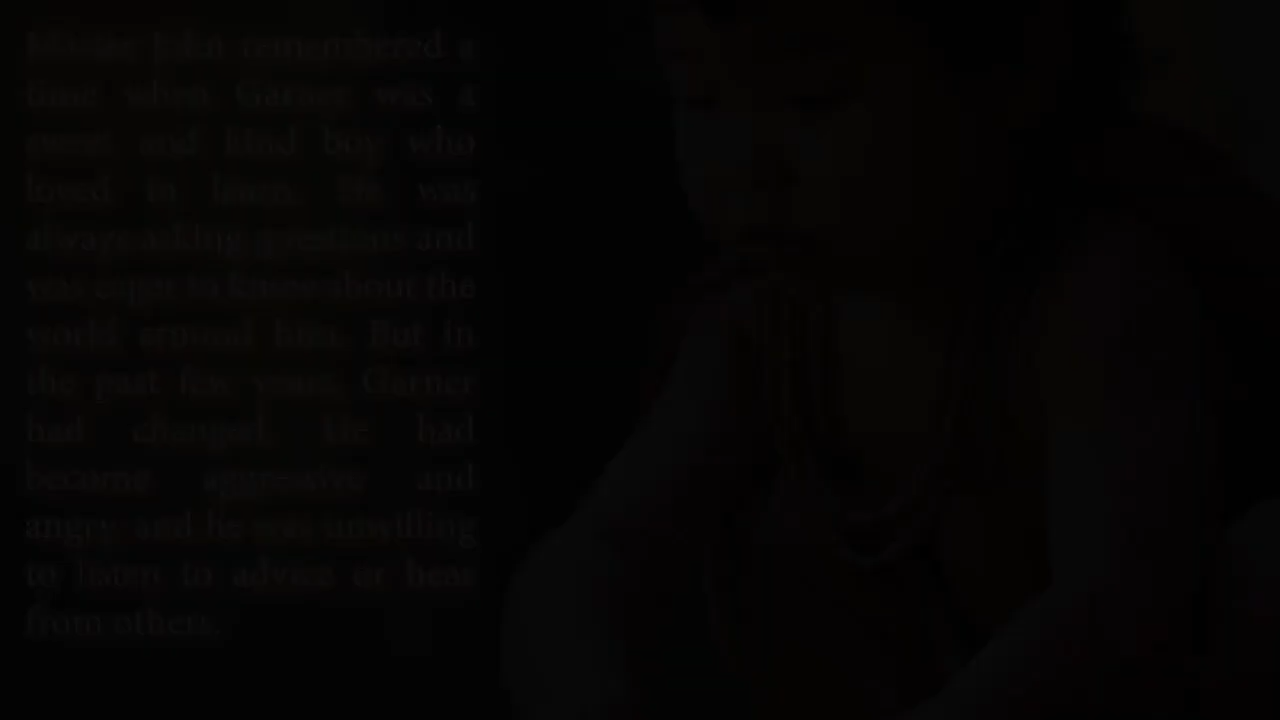 Mister John remembered a
time when Garner was a
sweet and kind boy who
loved to learn. He was
always asking questions and
was eager to know about the
world around him. But in
the past few years, Garner
had changed. He had
become aggressive and
angry, and he was unwilling
to listen to advice or hear
from others.